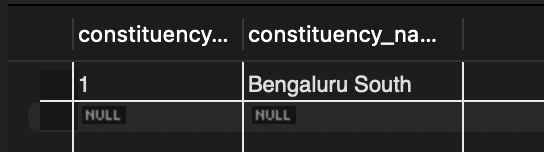 constituency... constituency_na...
1 Bengaluru South
NULL NULL